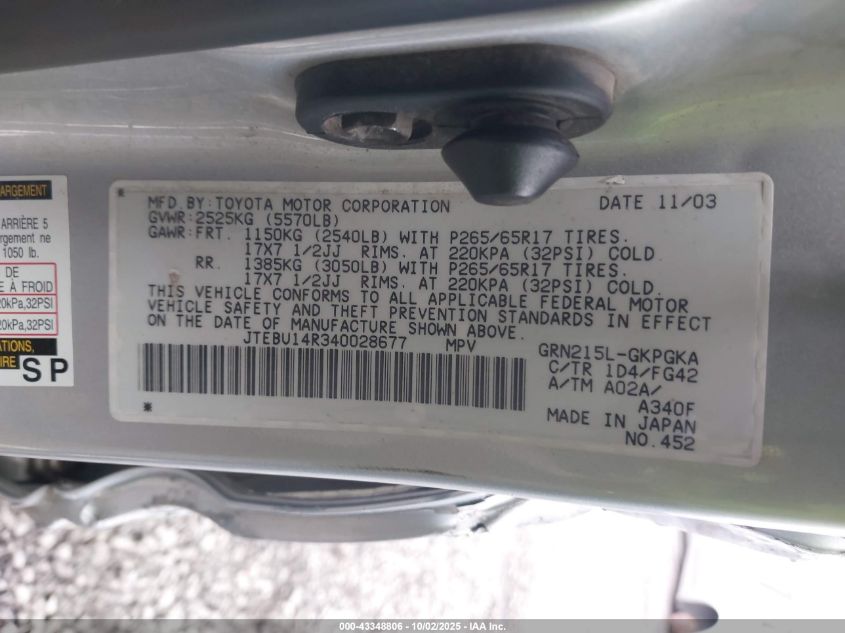 ARGEMENT
ARRIÈRE 5
rgement ne
1050 lb.
DE
E À FROID
20kPa,32PSI
20kPa,32PSI
ATIONS,
IRE
SP
MFD.BY:TOYOTA MOTOR CORPORATION DATE 11/03
GVWR:2525KG (5570LB)
GAWR:FRT. 1150KG (2540LB) WITH P265/65R17 TIRES.
17X7 1/2JJ RIMS. AT 220KPA (32PSI) COLD.
RR. 1385KG (3050LB) WITH P265/65R17 TIRES.
17X7 1/2JJ RIMS. AT 220KPA (32PSI) COLD.
THIS VEHICLE CONFORMS TO ALL APPLICABLE FEDERAL MOTOR
VEHICLE SAFETY AND THEFT PREVENTION STANDARDS IN EFFECT
ON THE DATE OF MANUFACTURE SHOWN ABOVE.
JTEBU14R340028677 MPV GRN215L-GKPGKA
C/TR 1D4/FG42
A/TM A02A/
A340F
MADE IN JAPAN
NO.452
000-43348806 - 10/02/2025 - IAA Inc.